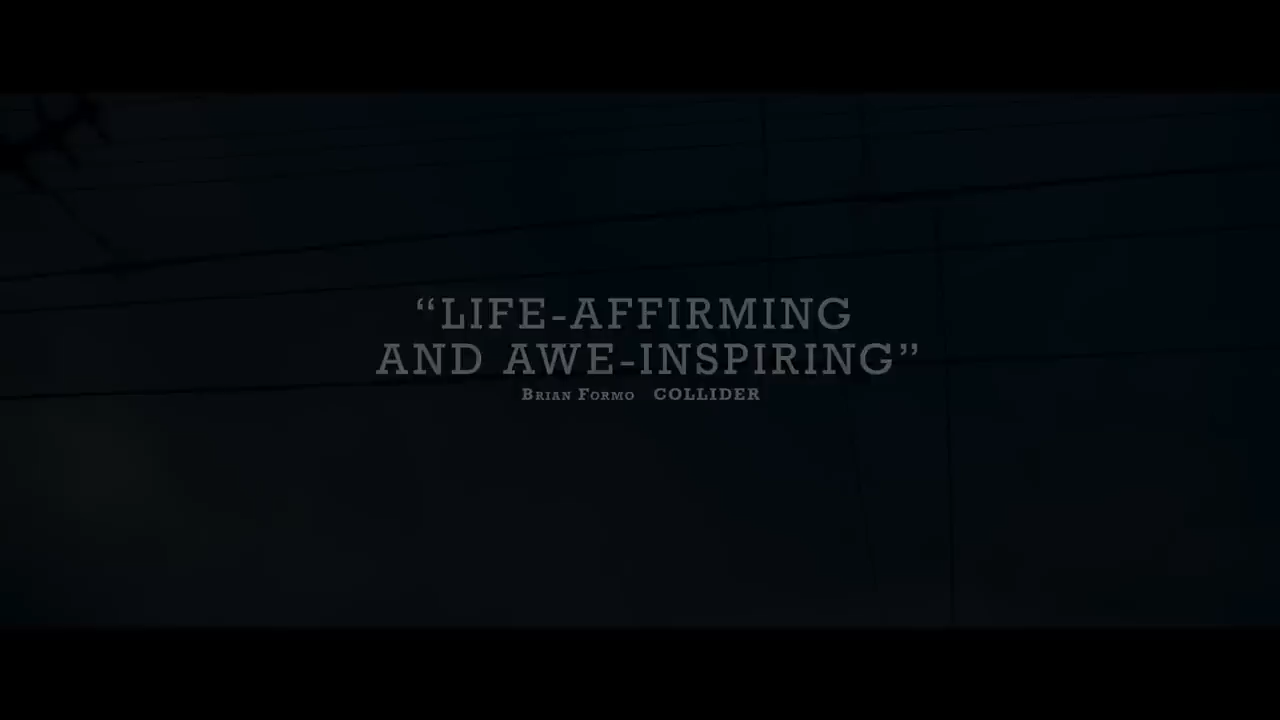 “LIFE-AFFIRMING
AND AWE-INSPIRING”
BRIAN FORMO COLLIDER